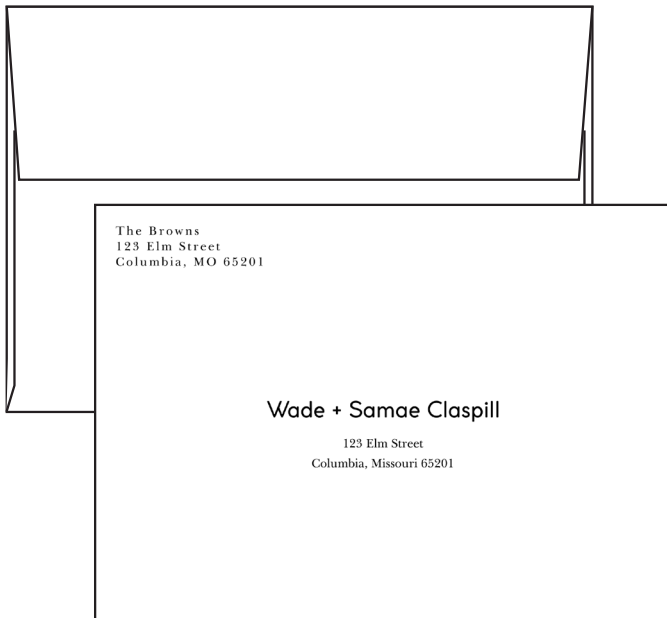 The Browns
123 Elm Street
Columbia, MO 65201
Wade + Samae Claspill
123 Elm Street
Columbia, Missouri 65201